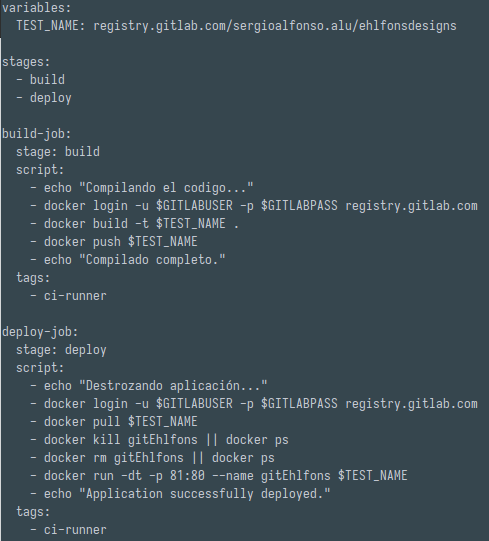 variables:
  TEST_NAME: registry.gitlab.com/sergioalfonso.alu/ehlfonsdesigns

stages:
  - build
  - deploy

build-job:
  stage: build
  script:
    - echo "Compilando el codigo..."
    - docker login -u $GITLABUSER -p $GITLABPASS registry.gitlab.com
    - docker build -t $TEST_NAME .
    - docker push $TEST_NAME
    - echo "Compilado completo."
  tags:
    - ci-runner

deploy-job:
  stage: deploy
  script:
    - echo "Destrozando aplicación..."
    - docker login -u $GITLABUSER -p $GITLABPASS registry.gitlab.com
    - docker pull $TEST_NAME
    - docker kill gitEhlfons || docker ps
    - docker rm gitEhlfons || docker ps
    - docker run -dt -p 81:80 --name gitEhlfons $TEST_NAME
    - echo "Application successfully deployed."
  tags:
    - ci-runner